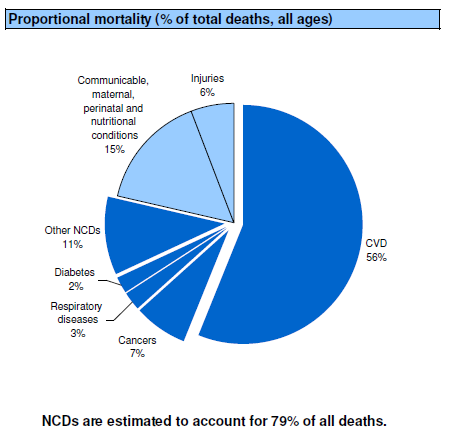 Proportional mortality (% of total deaths, all ages)
Communicable,
maternal,
perinatal and
nutritional
conditions
15%
Injuries
6%
CVD
56%
Other NCDs
11%
Diabetes
2%
Respiratory
diseases
3%
Cancers
7%
NCDs are estimated to account for 79% of all deaths.